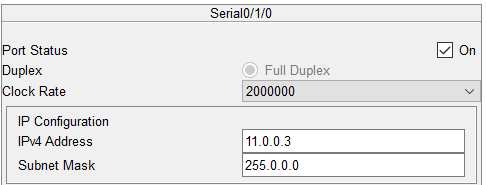 Serial0/1/0
Port Status On
Duplex Full Duplex
Clock Rate 2000000
IP Configuration
IPv4 Address 11.0.0.3
Subnet Mask 255.0.0.0